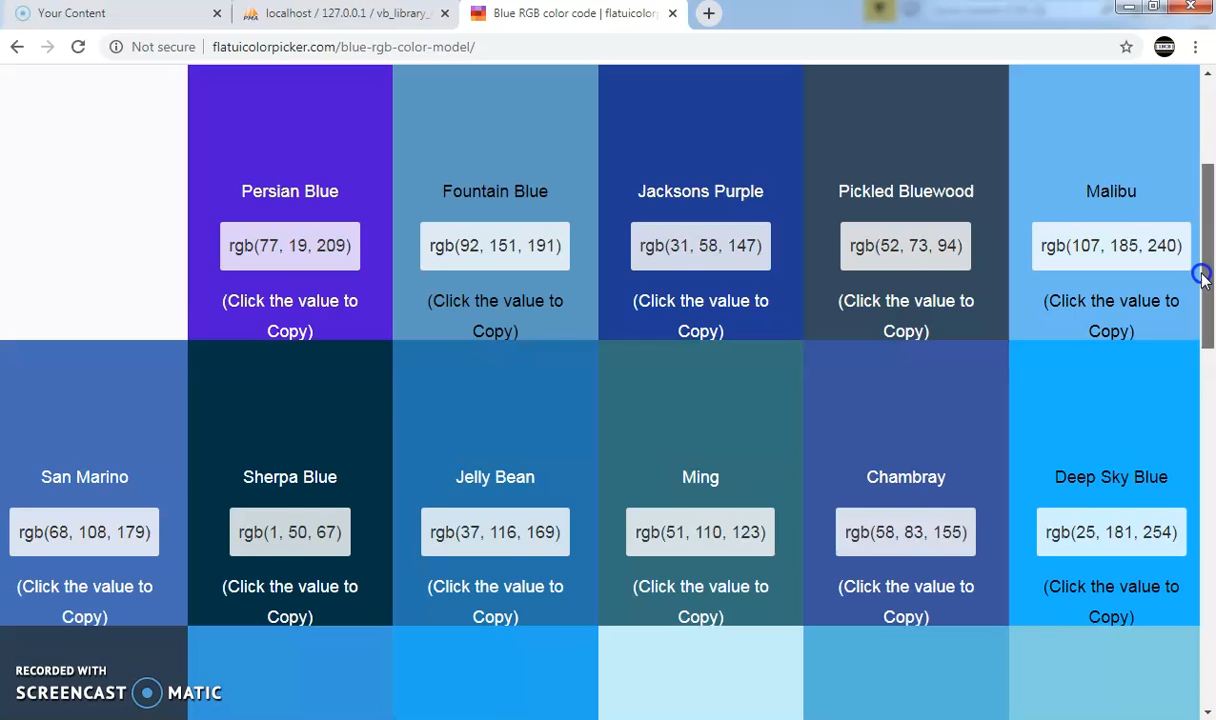 Your Content
localhost / 127.0.0.1 / vb_library_
Blue RGB color code | flatuicolorp
Not secure
flatuicolorpicker.com/blue-rgb-color-model/
Persian Blue
Fountain Blue
Jacksons Purple
Pickled Bluewood
Malibu
rgb(77, 19, 209)
rgb(92, 151, 191)
rgb(31, 58, 147)
rgb(52, 73, 94)
rgb(107, 185, 240)
(Click the value to
Copy)
(Click the value to
Copy)
(Click the value to
Copy)
(Click the value to
Copy)
(Click the value to
Copy)
San Marino
Sherpa Blue
Jelly Bean
Ming
Chambray
Deep Sky Blue
rgb(68, 108, 179)
rgb(1, 50, 67)
rgb(37, 116, 169)
rgb(51, 110, 123)
rgb(58, 83, 155)
rgb(25, 181, 254)
(Click the value to
Copy)
(Click the value to
Copy)
(Click the value to
Copy)
(Click the value to
Copy)
(Click the value to
Copy)
(Click the value to
Copy)
RECORDED WITH
SCREENCAST MATIC